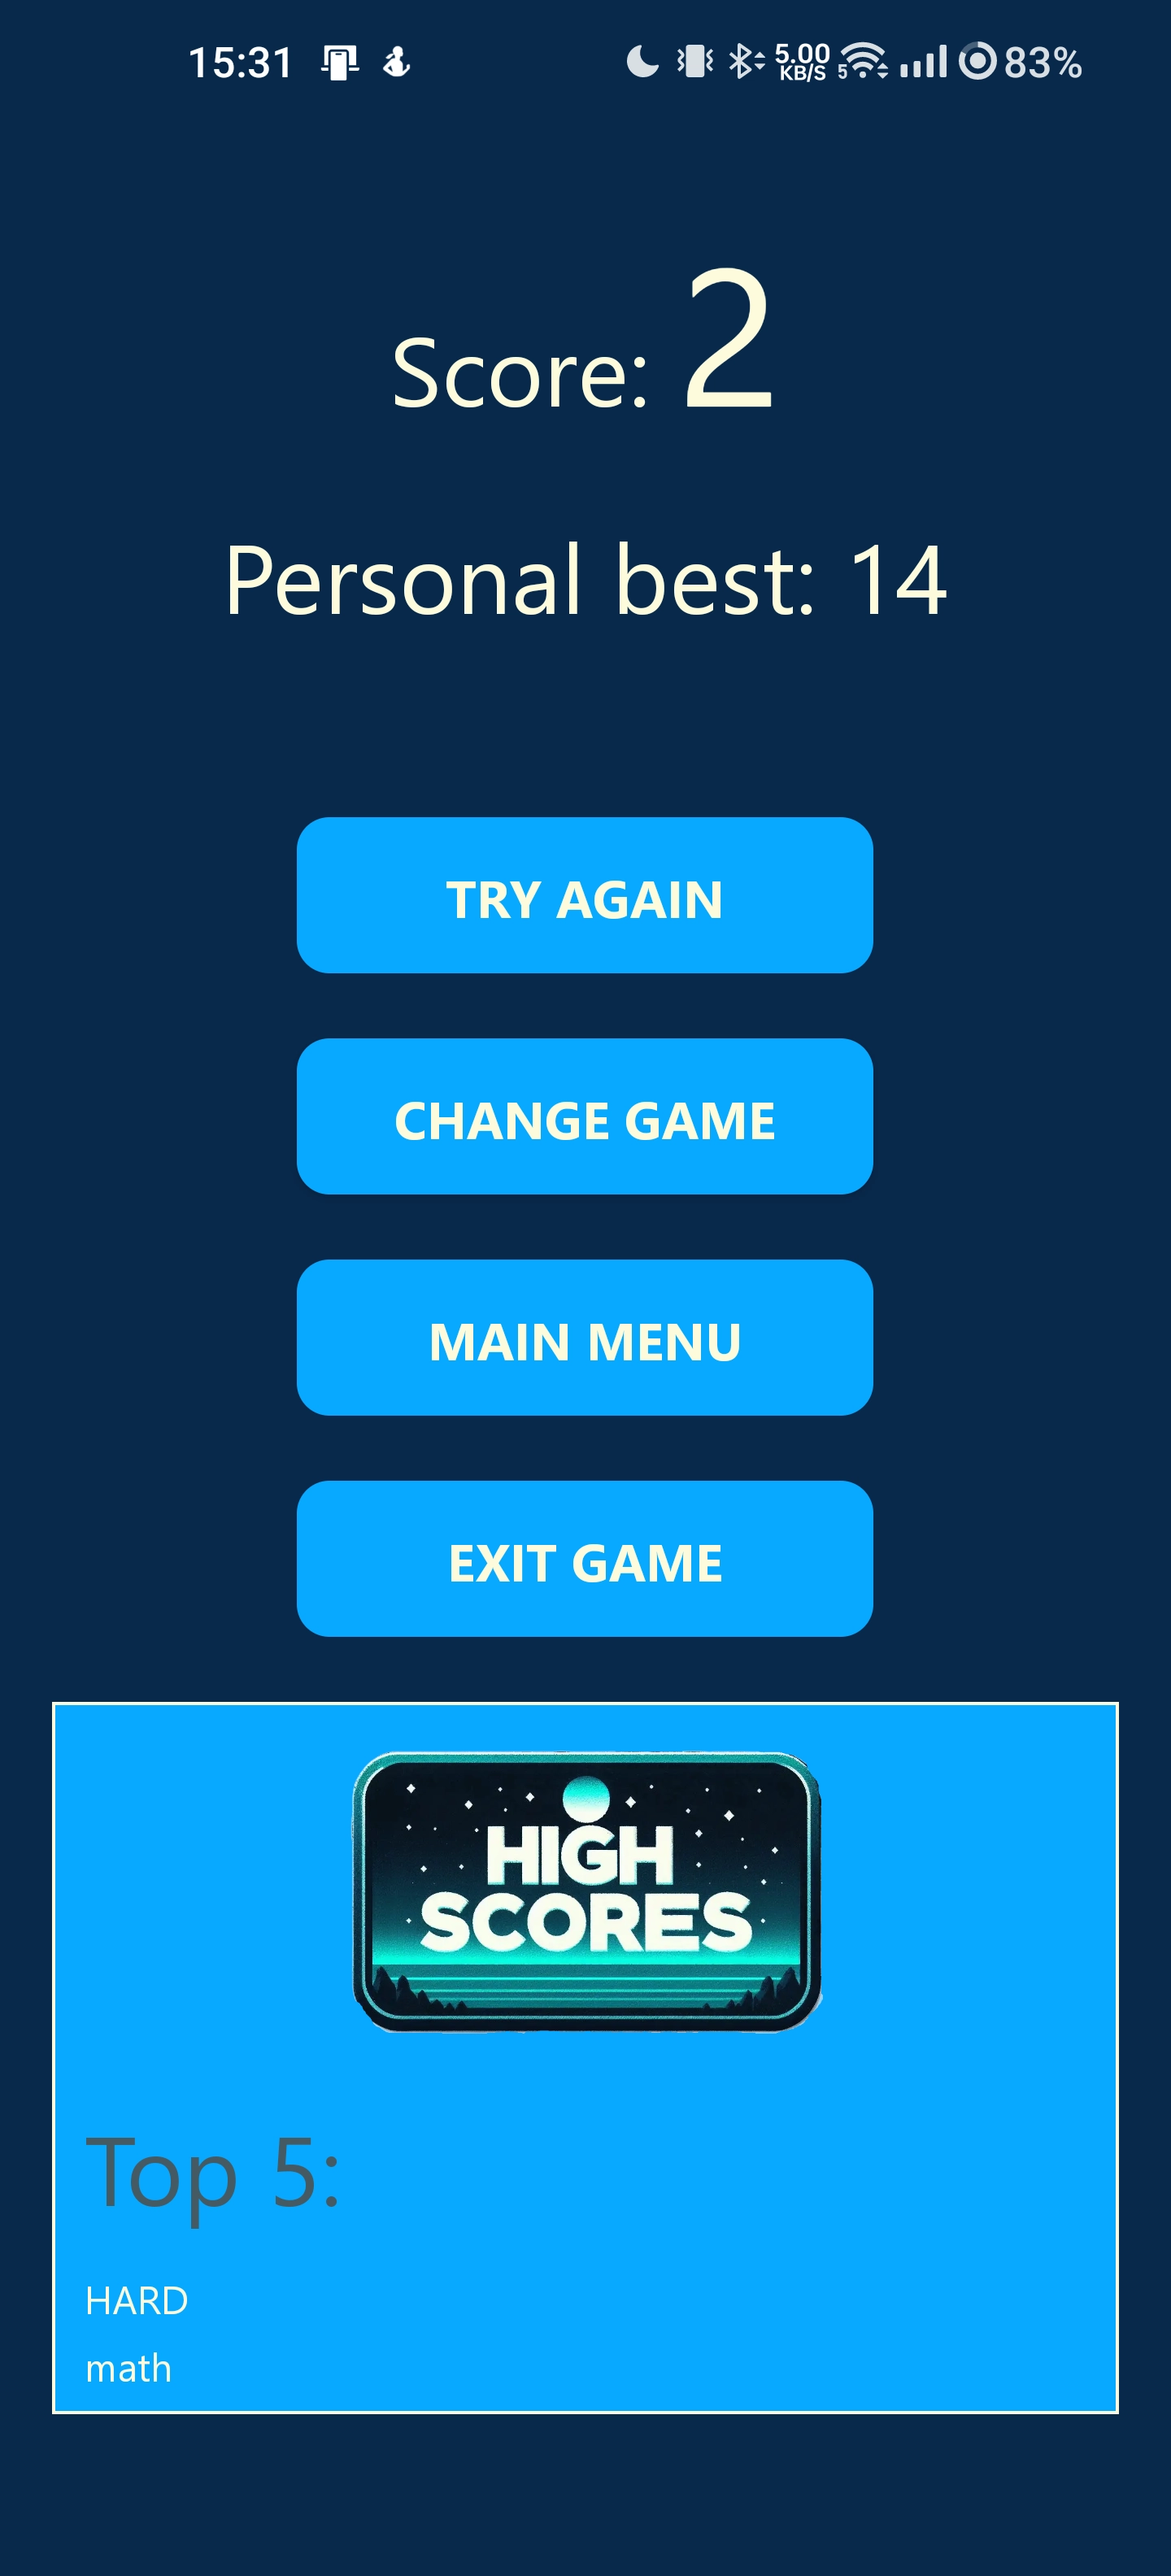 15:31 5.00 KB/S 5 83%
Score: 2
Personal best: 14
TRY AGAIN
CHANGE GAME
MAIN MENU
EXIT GAME
HIGH
SCORES
Top 5:
HARD
math